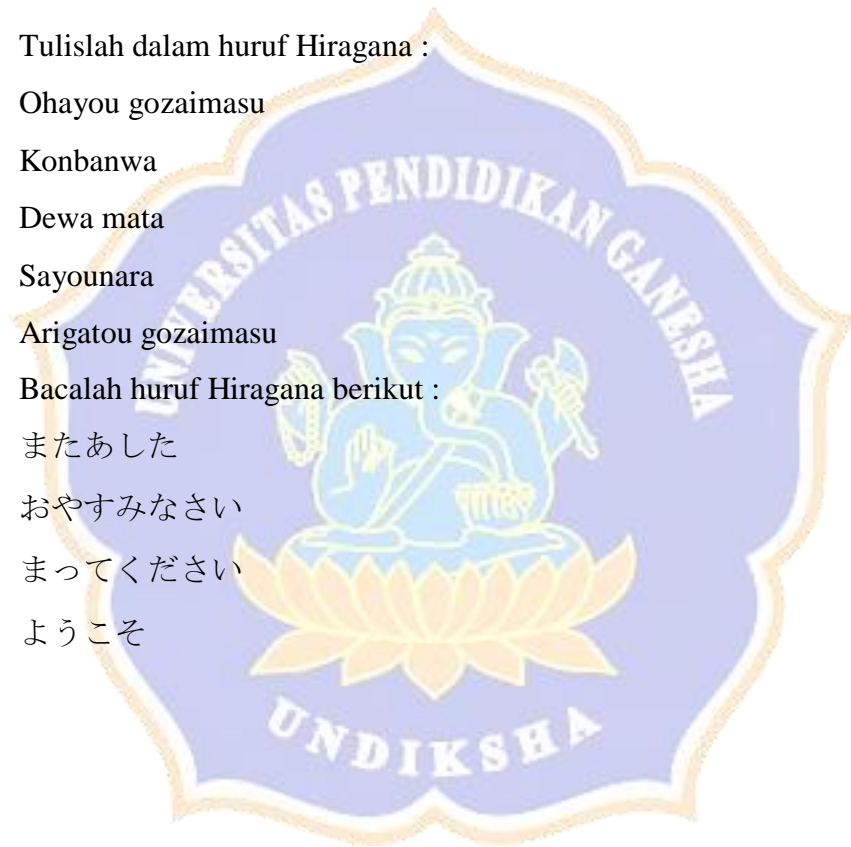 Tulislah dalam huruf Hiragana :
Ohayou gozaimasu
Konbanwa
Dewa mata
Sayounara
Arigatou gozaimasu
Bacalah huruf Hiragana berikut :
またあした
おやすみなさい
まってください
ようこそ
UNIVERSITAS PENDIDIKAN GANESHA
UNDIKSHA